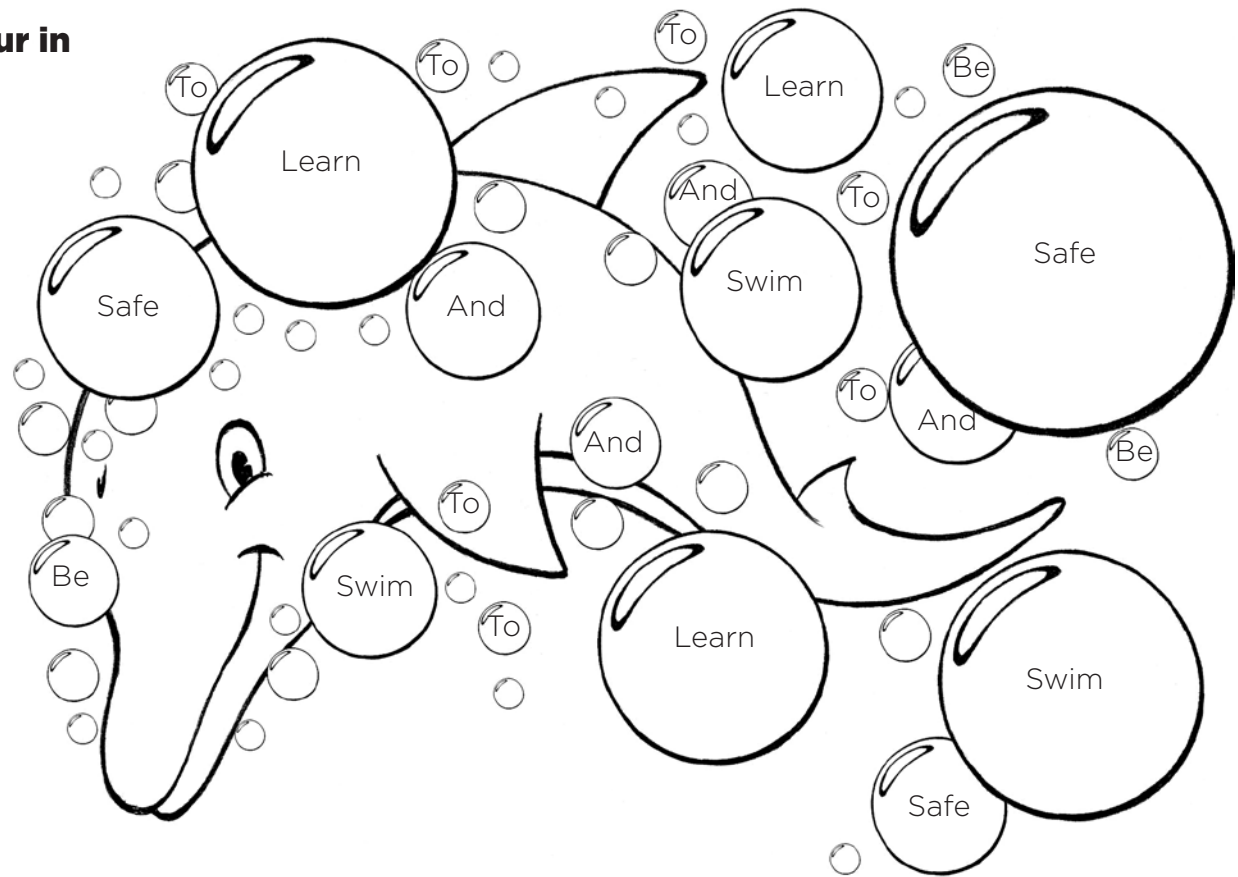 ur in
To
To
To
Learn
Be
Learn
And
To
Safe
Swim
Safe
And
To
And
And
Be
To
Be
Swim
To
Learn
Swim
Safe